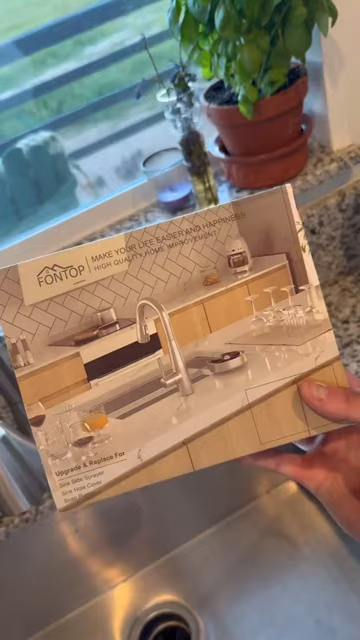 FONTOP
MAKE YOUR LIFE EASIER AND HAPPINESS
HIGH QUALITY HOME IMPROVEMENT
Upgrade & Replace For
Sink Side Sprayer
Sink Hole Cover
Soap